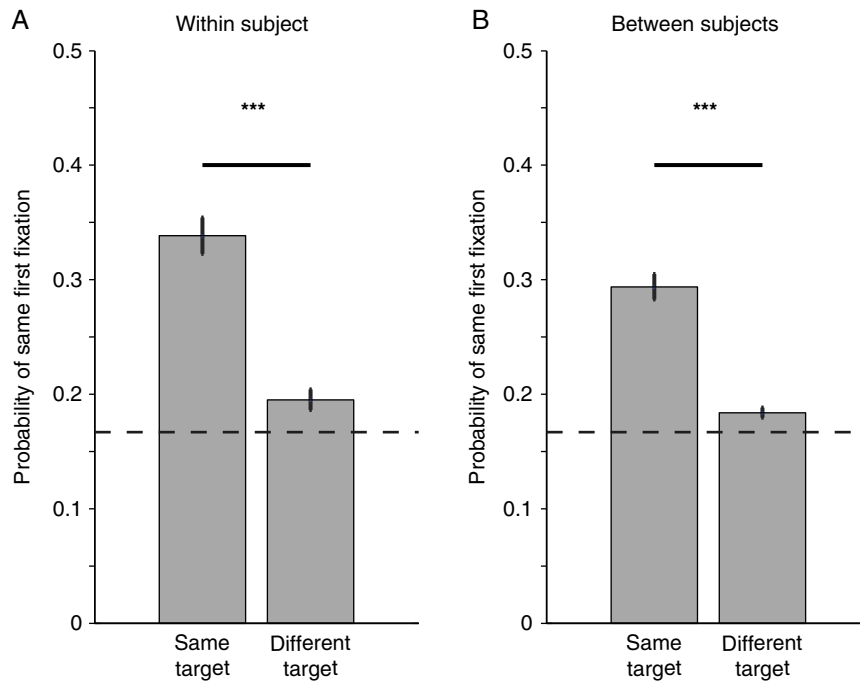 A
Within subject
Probability of same first fixation
0.5
0.4
0.3
0.2
0.1
0
***
Same
target
Different
target
B
Between subjects
Probability of same first fixation
0.5
0.4
0.3
0.2
0.1
0
***
Same
target
Different
target